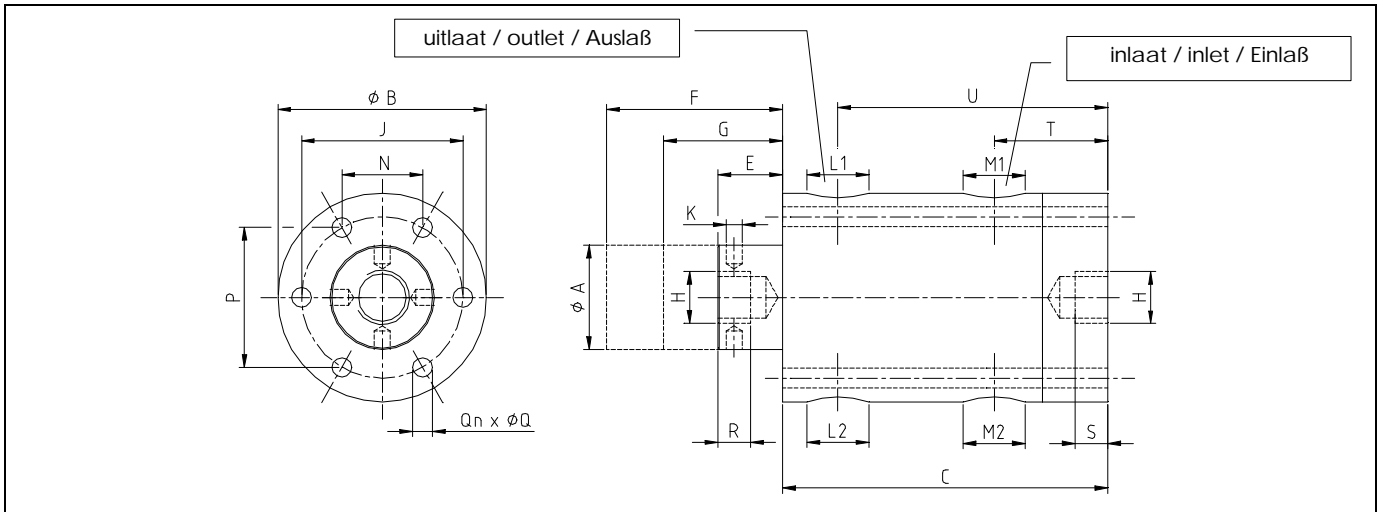 uitlaat / outlet / Auslaß
inlaat / inlet / Einlaß
ϕ B
F
U
J
G
T
N
E
L1
M1
K
P
ϕ A
H
H
Qn x ϕQ
R
L2
M2
S
C